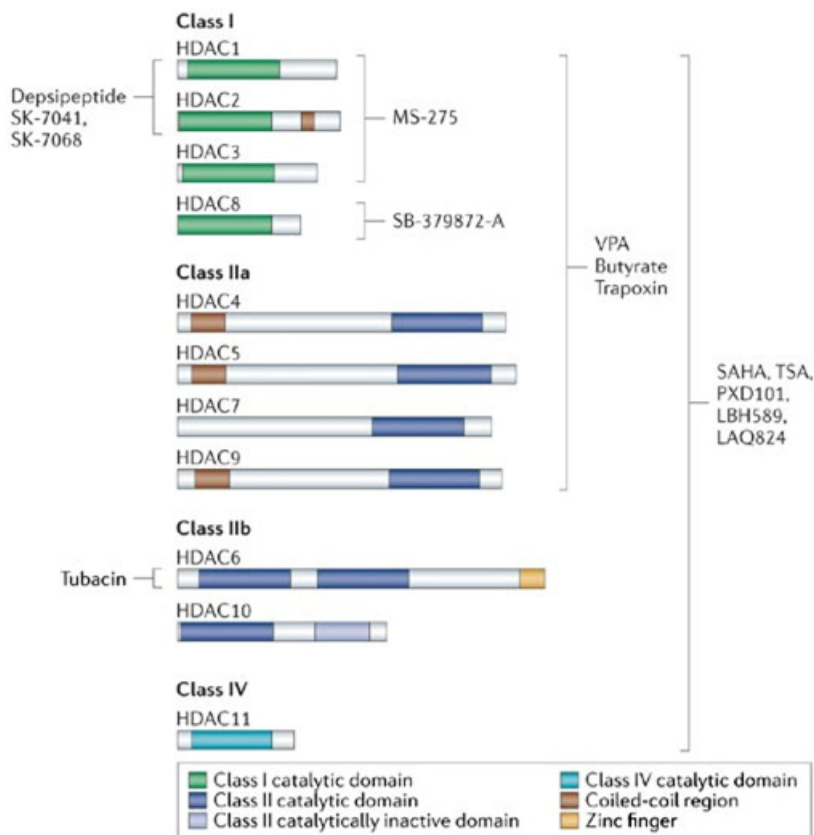 Class I
HDAC1
Depsipeptide
SK-7041,
SK-7068
HDAC2
MS-275
HDAC3
HDAC8
SB-379872-A
VPA
Butyrate
Trapoxin
Class IIa
HDAC4
HDAC5
HDAC7
HDAC9
SAHA, TSA,
PXD101,
LBH589,
LAQ824
Class IIb
HDAC6
Tubacin
HDAC10
Class IV
HDAC11
Class I catalytic domain
Class II catalytic domain
Class II catalytically inactive domain
Class IV catalytic domain
Coiled-coil region
Zinc finger